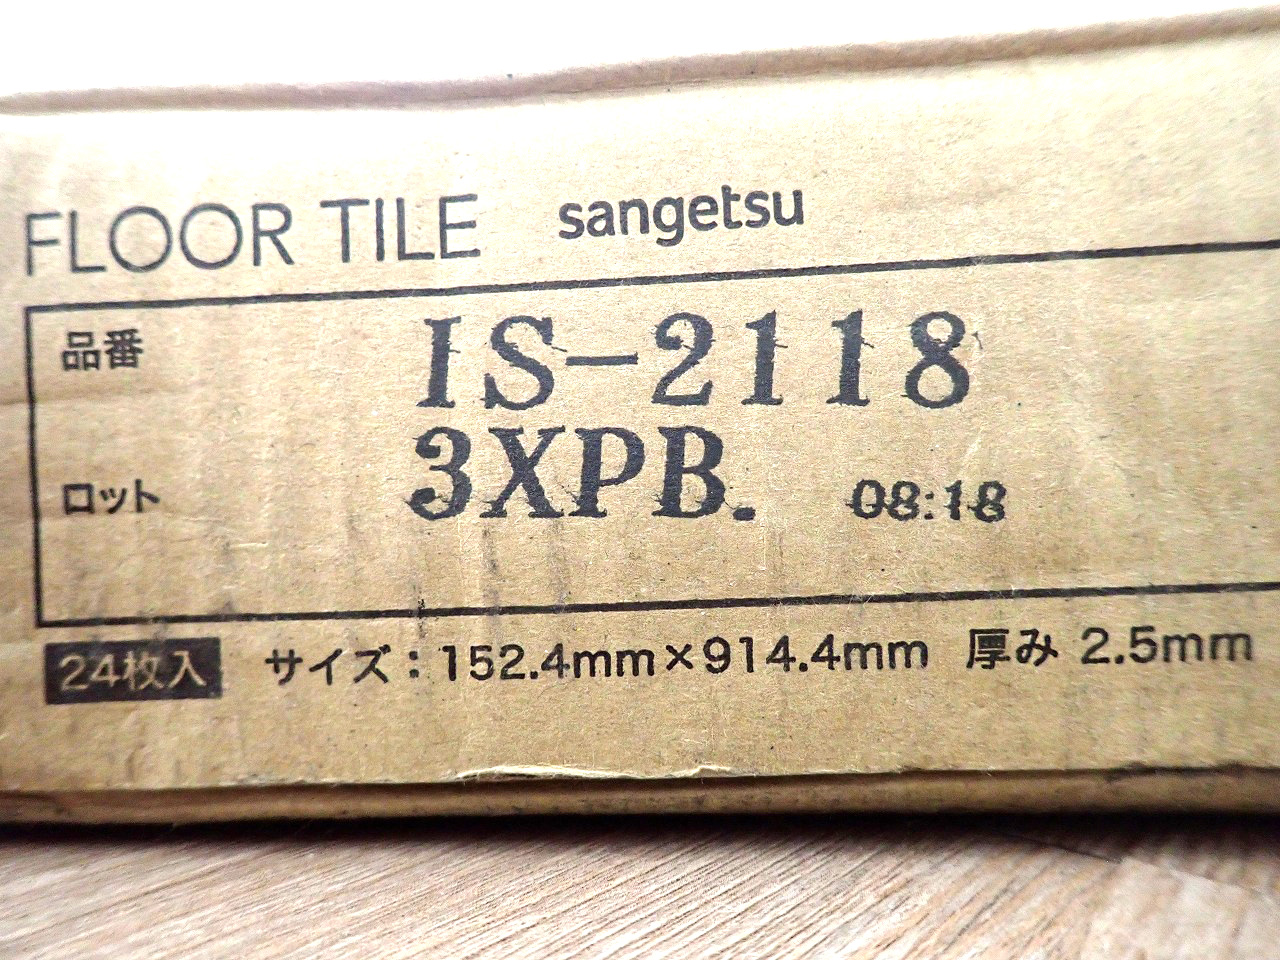 FLOOR TILE sangetsu
品番 IS-2118
ロット 3XPB. 08:18
24枚入 サイズ：152.4mm×914.4mm 厚み 2.5mm